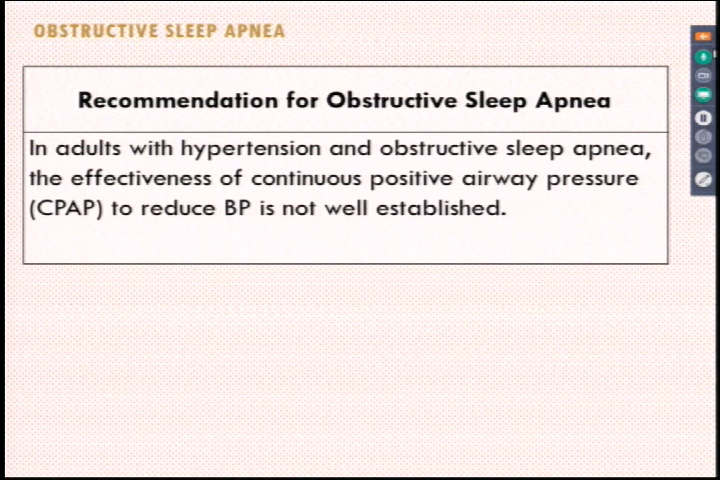 OBSTRUCTIVE SLEEP APNEA
Recommendation for Obstructive Sleep Apnea
In adults with hypertension and obstructive sleep apnea,
the effectiveness of continuous positive airway pressure
(CPAP) to reduce BP is not well established.